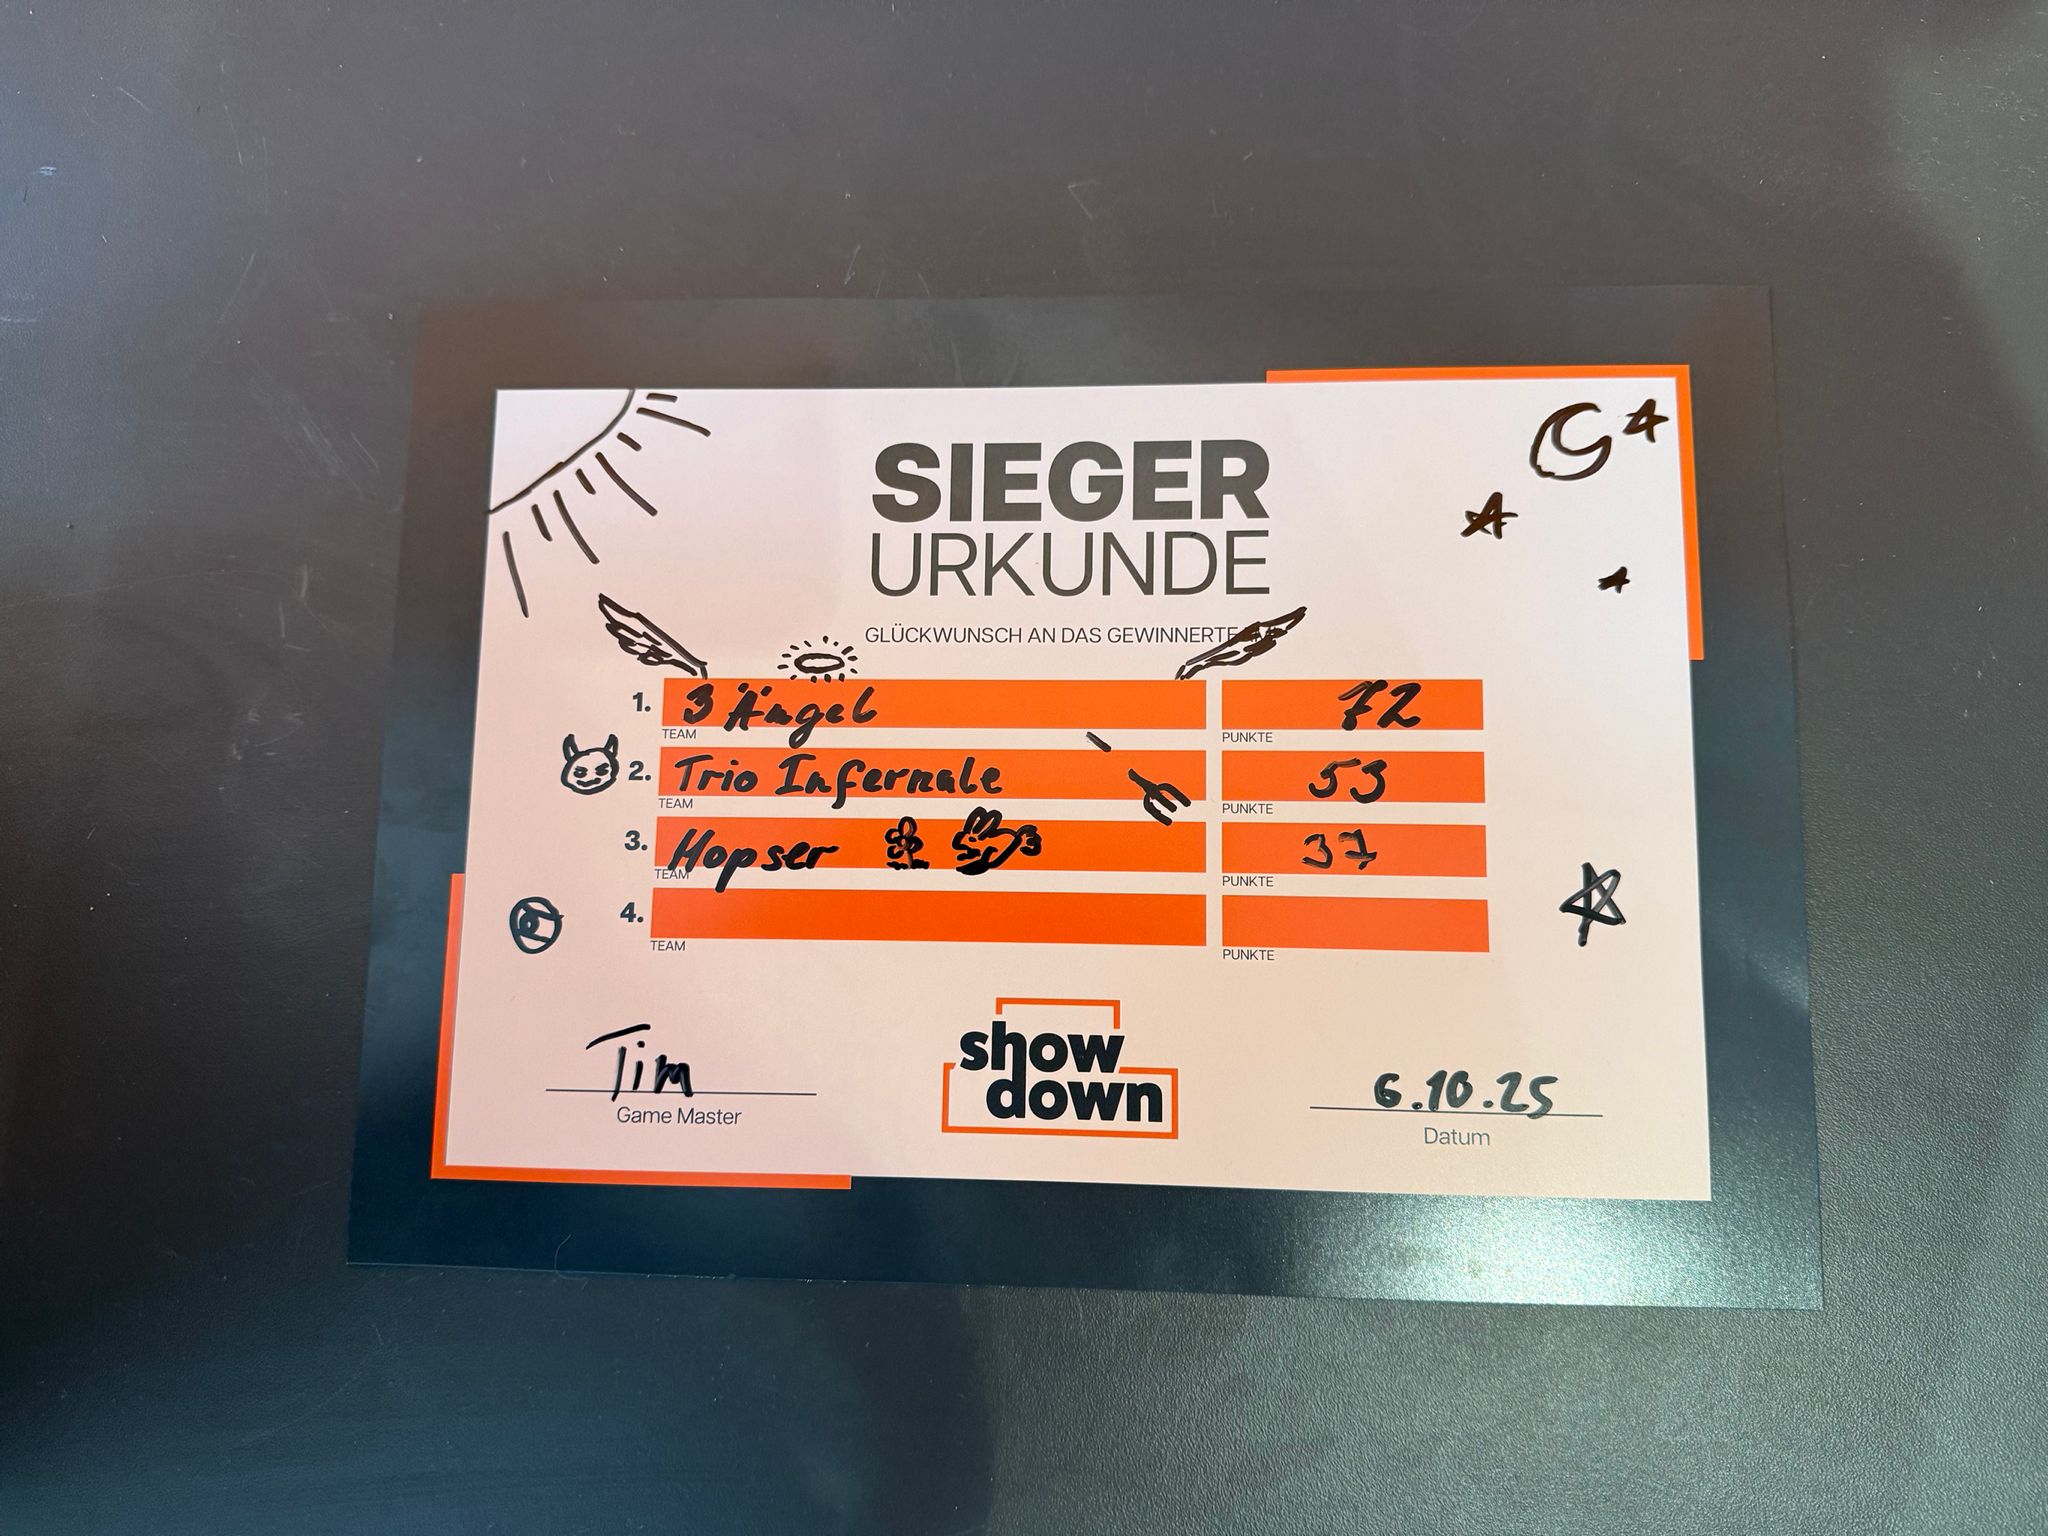 SIEGER
URKUNDE
GLÜCKWUNSCH AN DAS GEWINNERTEAM
1. 3 Ängel 72
TEAM PUNKTE
2. Trio Infernale 53
TEAM PUNKTE
3. Hopser 37
TEAM PUNKTE
4.
TEAM PUNKTE
Tim
Game Master
show
down
6.10.25
Datum